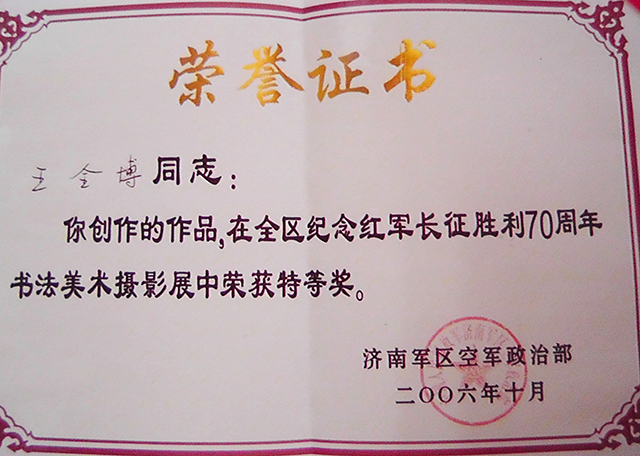 荣誉证书
王全博同志：
你创作的作品,在全区纪念红军长征胜利70周年
书法美术摄影展中荣获特等奖。
济南军区空军政治部
二〇〇六年十月